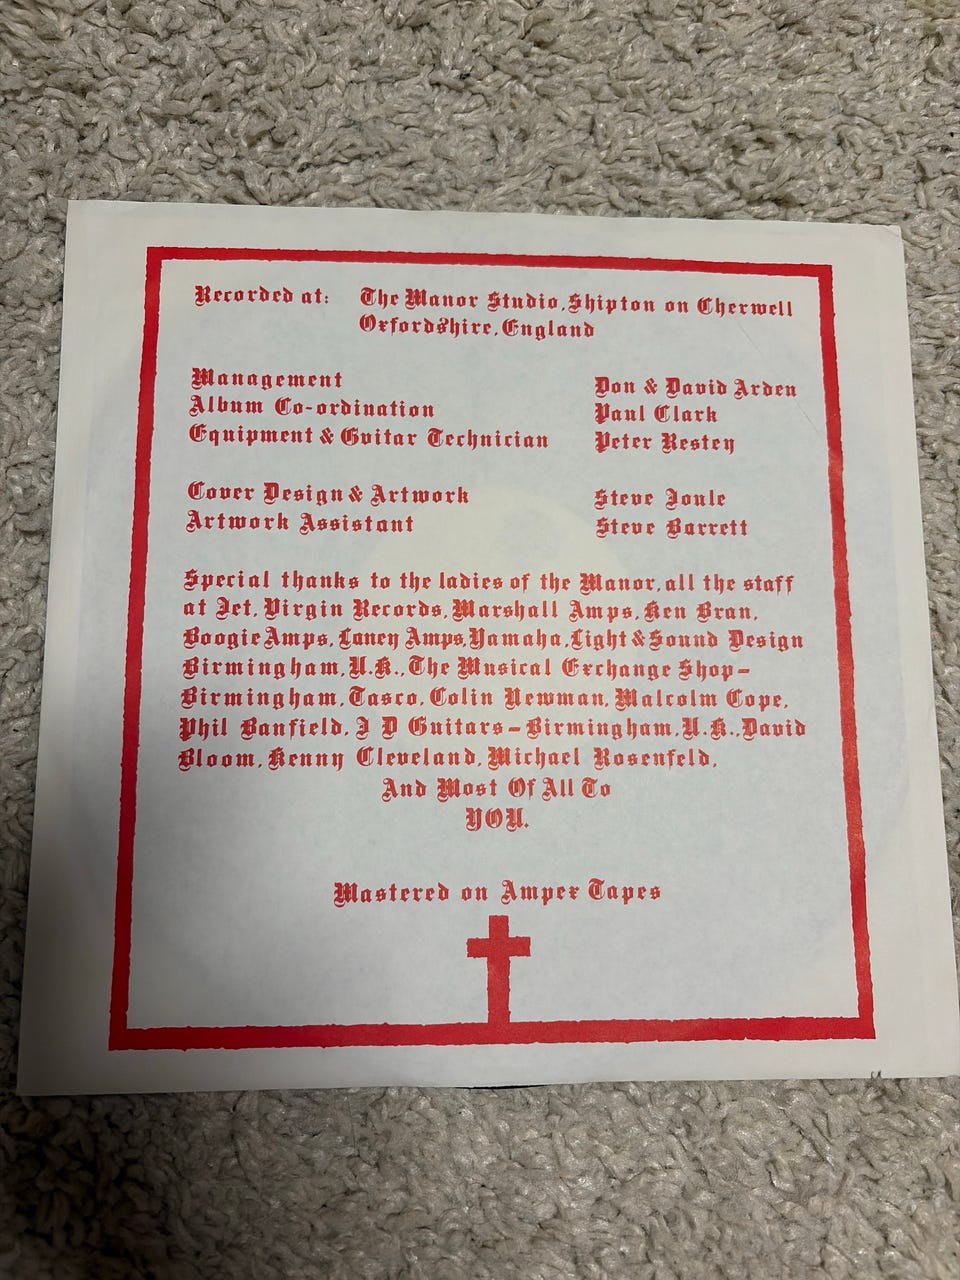 Recorded at: The Manor Studio, Shipton on Cherwell
Oxfordshire, England
Management Don & David Arden
Album Co-ordination Paul Clark
Equipment & Guitar Technician Peter Restey
Cover Design & Artwork Steve Joule
Artwork Assistant Steve Barrett
Special thanks to the ladies of the Manor, all the staff
at Jet, Virgin Records, Marshall Amps, Ken Bran,
Boogie Amps, Laney Amps, Yamaha, Light & Sound Design
Birmingham, U.K., The Musical Exchange Shop-
Birmingham, Tasco, Colin Newman, Malcolm Cope,
Phil Banfield, J D Guitars - Birmingham, U.K., David
Bloom, Kenny Cleveland, Michael Rosenfeld,
And Most Of All To
YOU.
Mastered on Ampex Tapes